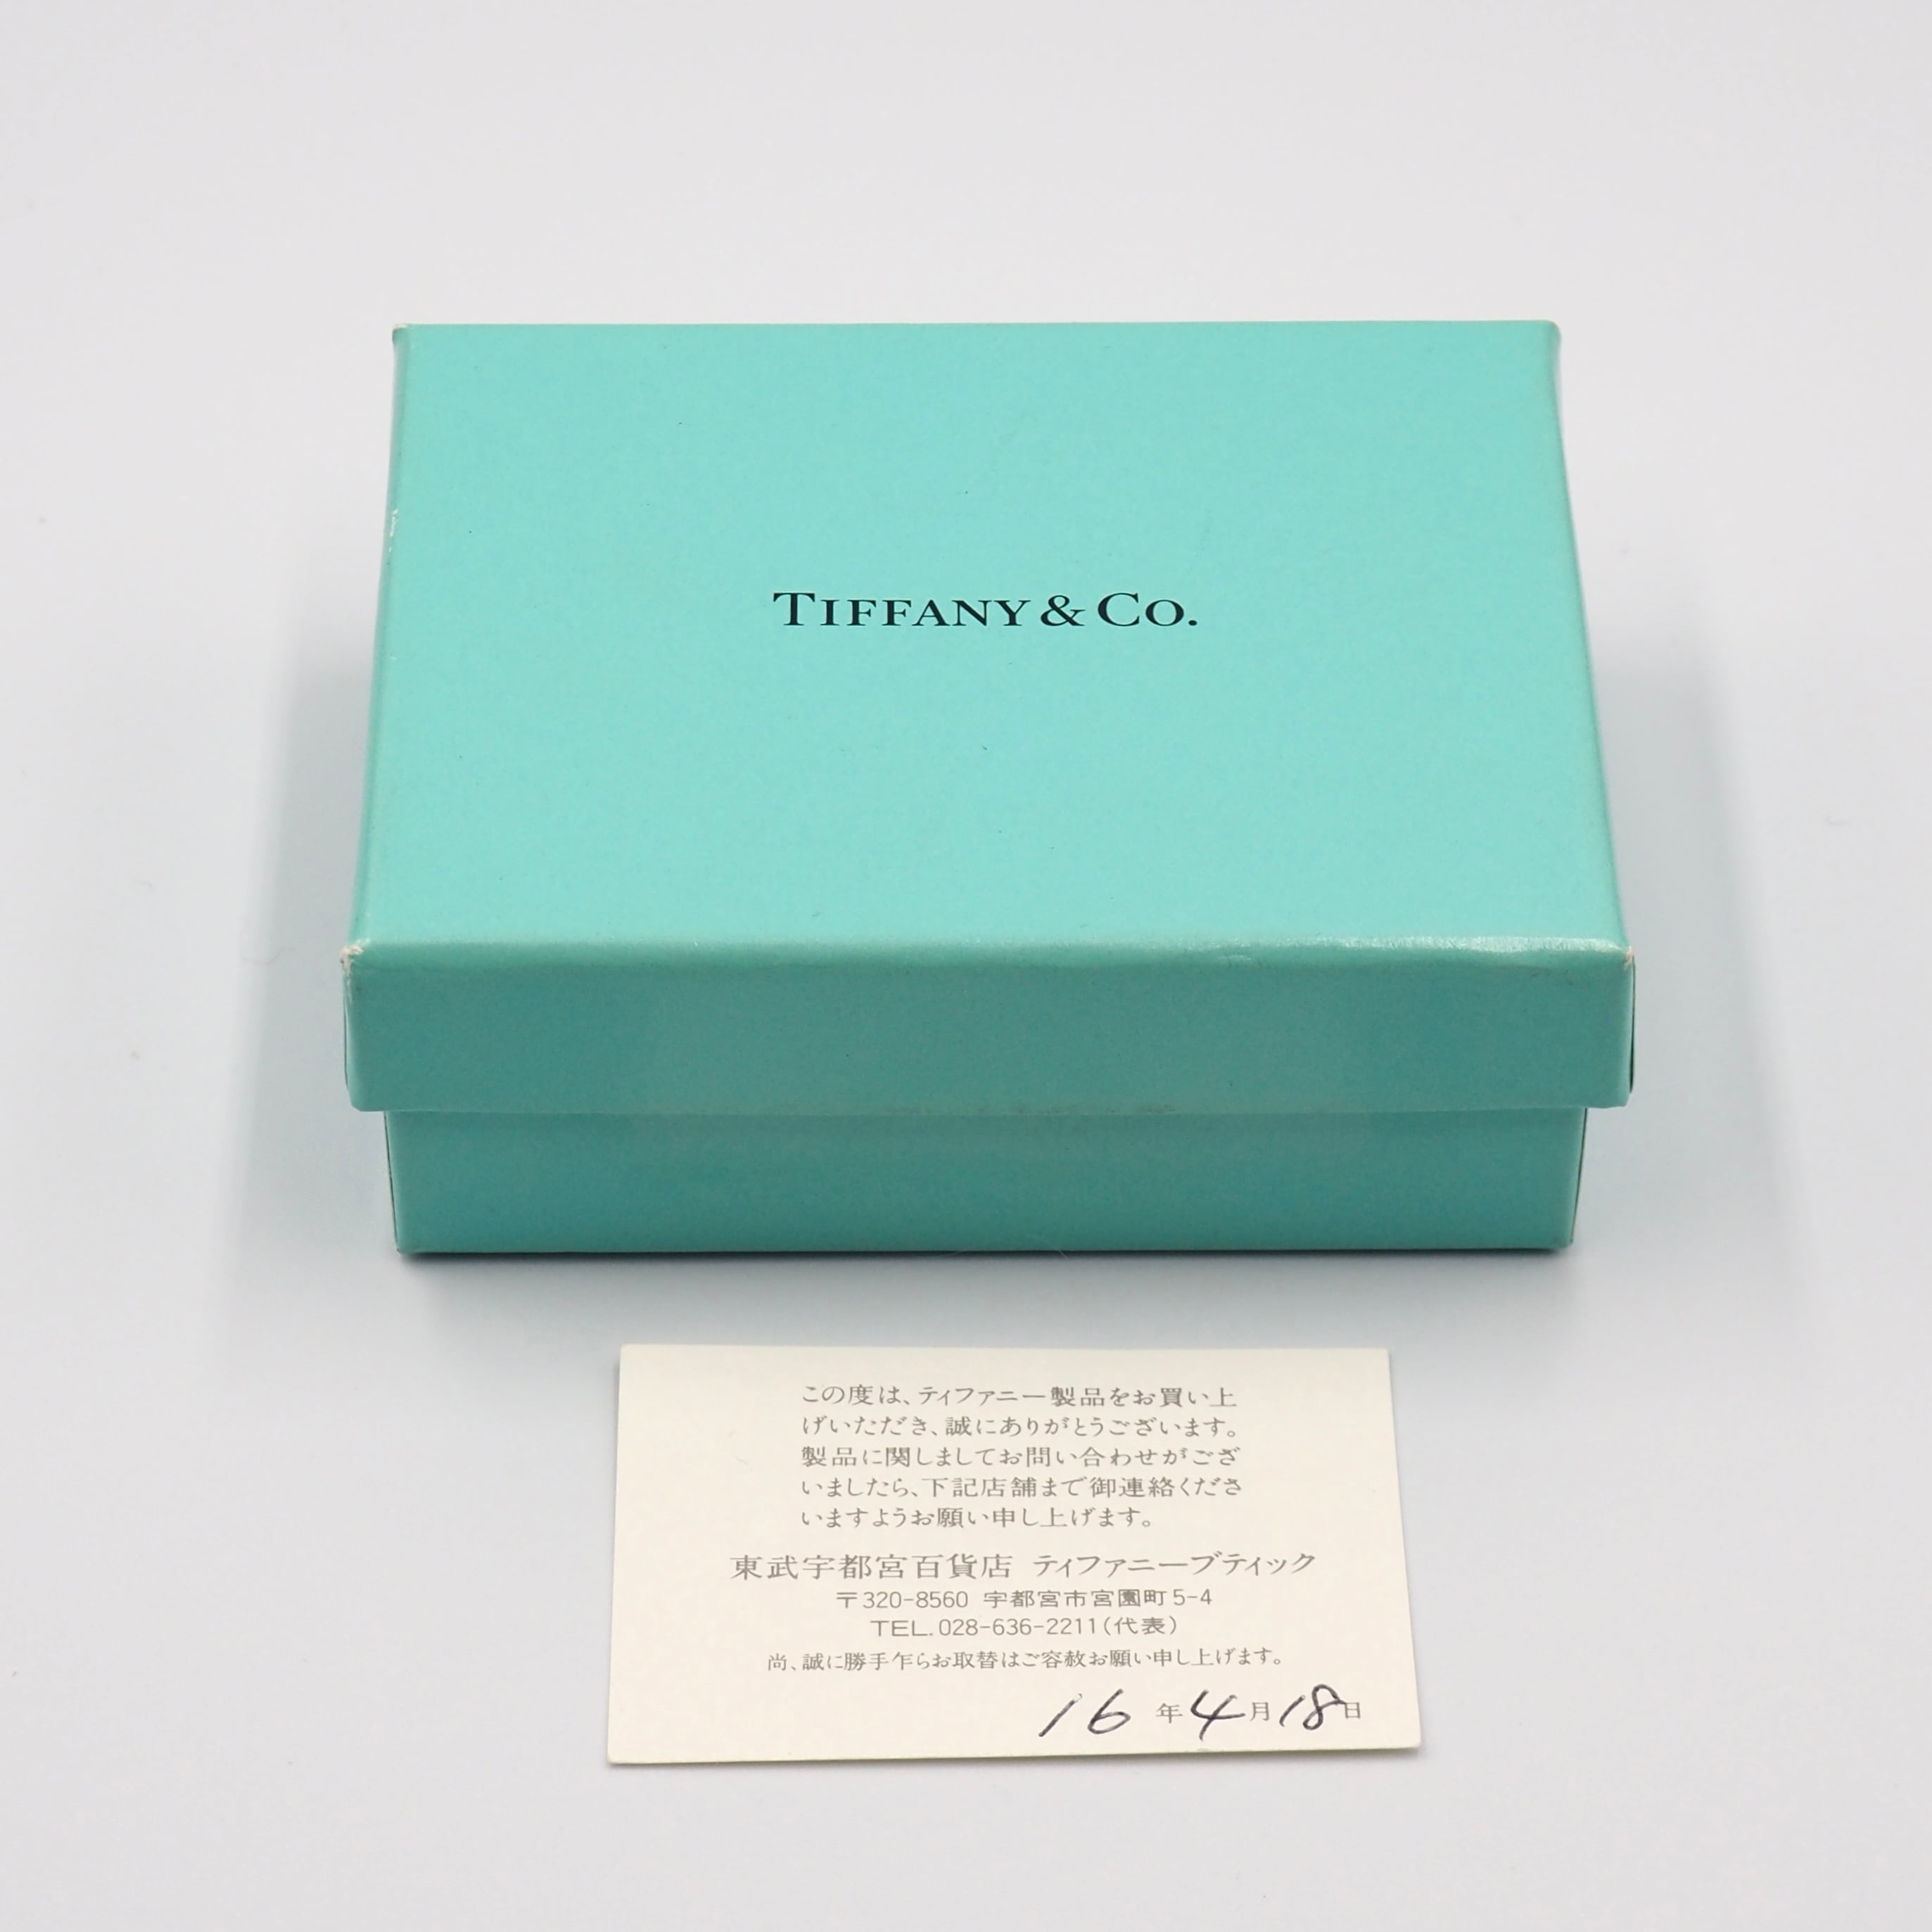 TIFFANY & CO.
この度は、ティファニー製品をお買い上
げいただき、誠にありがとうございます。
製品に関しましてお問い合わせがござ
いましたら、下記店舗まで御連絡くださ
いますようお願い申し上げます。
東武宇都宮百貨店 ティファニーブティック
〒320-8560 宇都宮市宮園町5-4
TEL.028-636-2211(代表)
尚、誠に勝手乍らお取替はご容赦お願い申し上げます。
16年4月18日